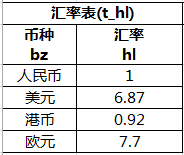 汇率表(t_hl)
币种 汇率
bz hl
人民币 1
美元 6.87
港币 0.92
欧元 7.7